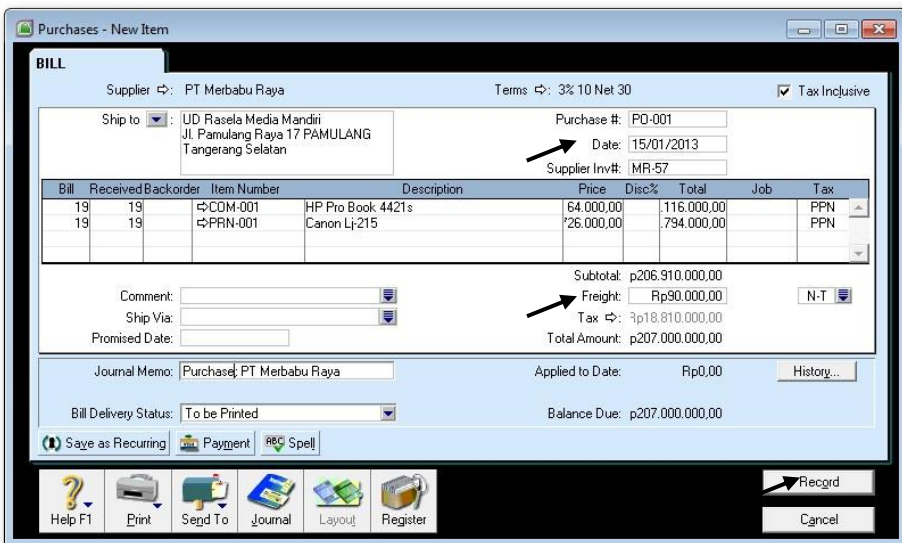 Purchases - New Item
BILL
Supplier ⇨: PT Merbabu Raya Terms ⇨: 3% 10 Net 30 Tax Inclusive
Ship to : UD Rasela Media Mandiri
Jl. Pamulang Raya 17 PAMULANG
Tangerang Selatan
Purchase #: PO-001
Date: 15/01/2013
Supplier Inv#: MR-57
Bill Received Backorder Item Number Description Price Disc% Total Job Tax
19 19 ⇨COM-001 HP Pro Book 4421s 64.000,00 .116.000,00 PPN
19 19 ⇨PRN-001 Canon Lj-215 726.000,00 .794.000,00 PPN
Subtotal: p206.910.000,00
Comment: Freight: Rp90.000,00 N-T
Ship Via: Tax ⇨: Rp18.810.000,00
Promised Date: Total Amount: p207.000.000,00
Journal Memo: Purchase; PT Merbabu Raya Applied to Date: Rp0,00 History...
Bill Delivery Status: To be Printed Balance Due: p207.000.000,00
Save as Recurring Payment ABC Spell
Help F1 Print Send To Journal Layout Register
Record
Cancel